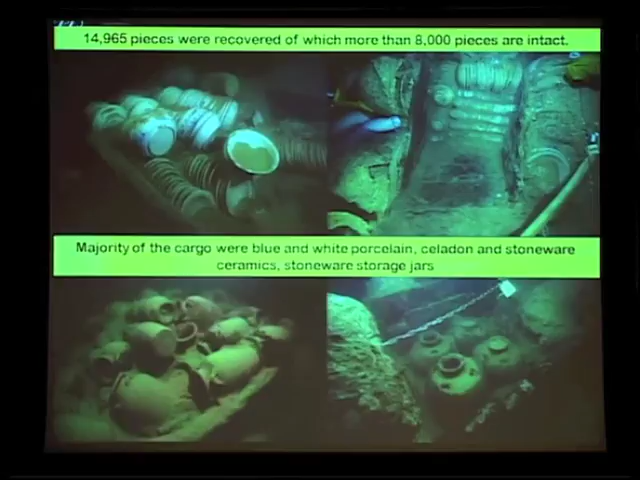 14,965 pieces were recovered of which more than 8,000 pieces are intact.
Majority of the cargo were blue and white porcelain, celadon and stoneware
ceramics, stoneware storage jars